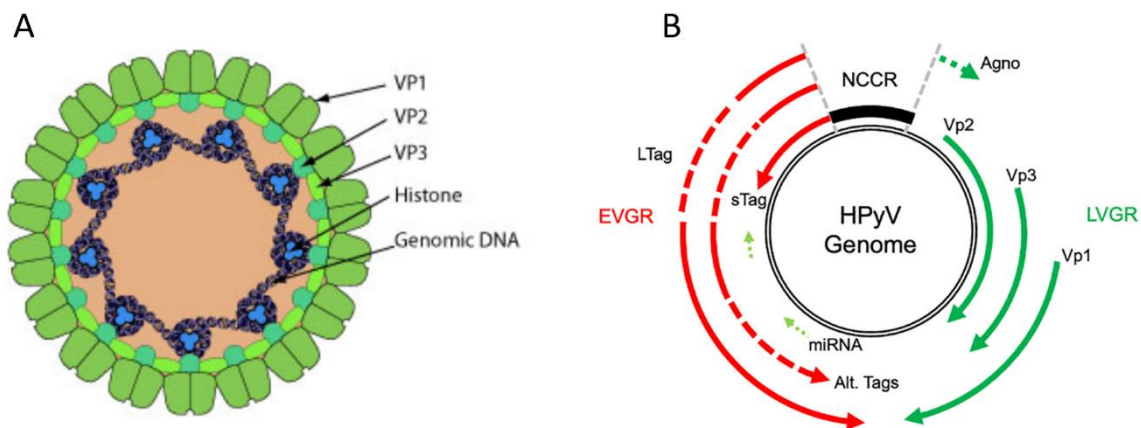 A
VP1
VP2
VP3
Histone
Genomic DNA
B
NCCR
Agno
Vp2
LTag
Vp3
sTag
EVGR
HPyV
Genome
LVGR
Vp1
miRNA
Alt. Tags